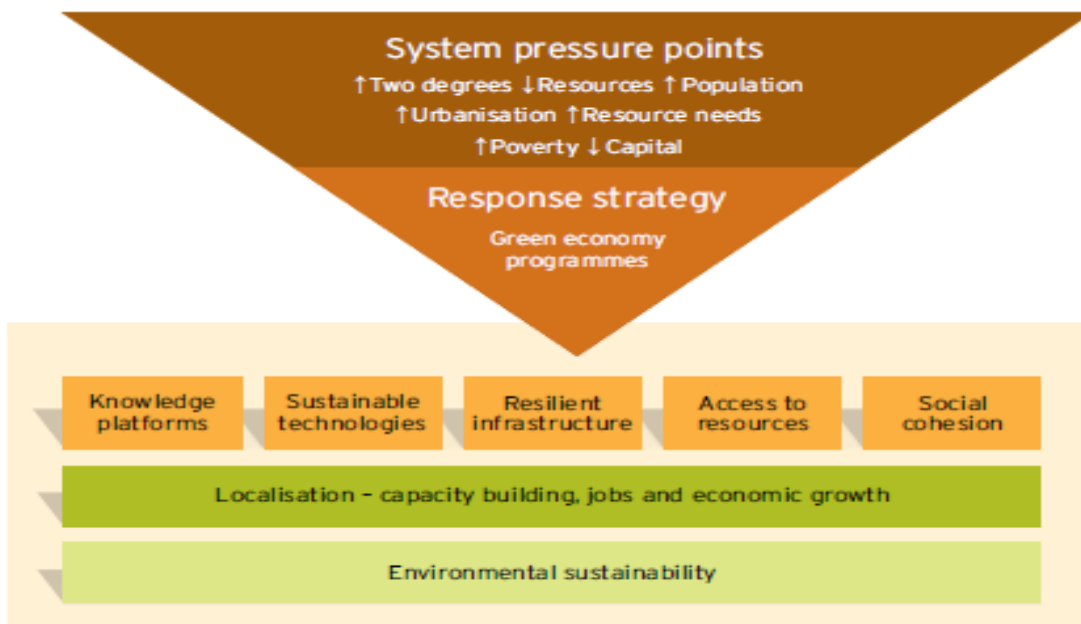 System pressure points
↑Two degrees ↓Resources ↑Population
↑Urbanisation ↑Resource needs
↑Poverty ↓Capital
Response strategy
Green economy
programmes
Knowledge
platforms
Sustainable
technologies
Resilient
infrastructure
Access to
resources
Social
cohesion
Localisation – capacity building, jobs and economic growth
Environmental sustainability